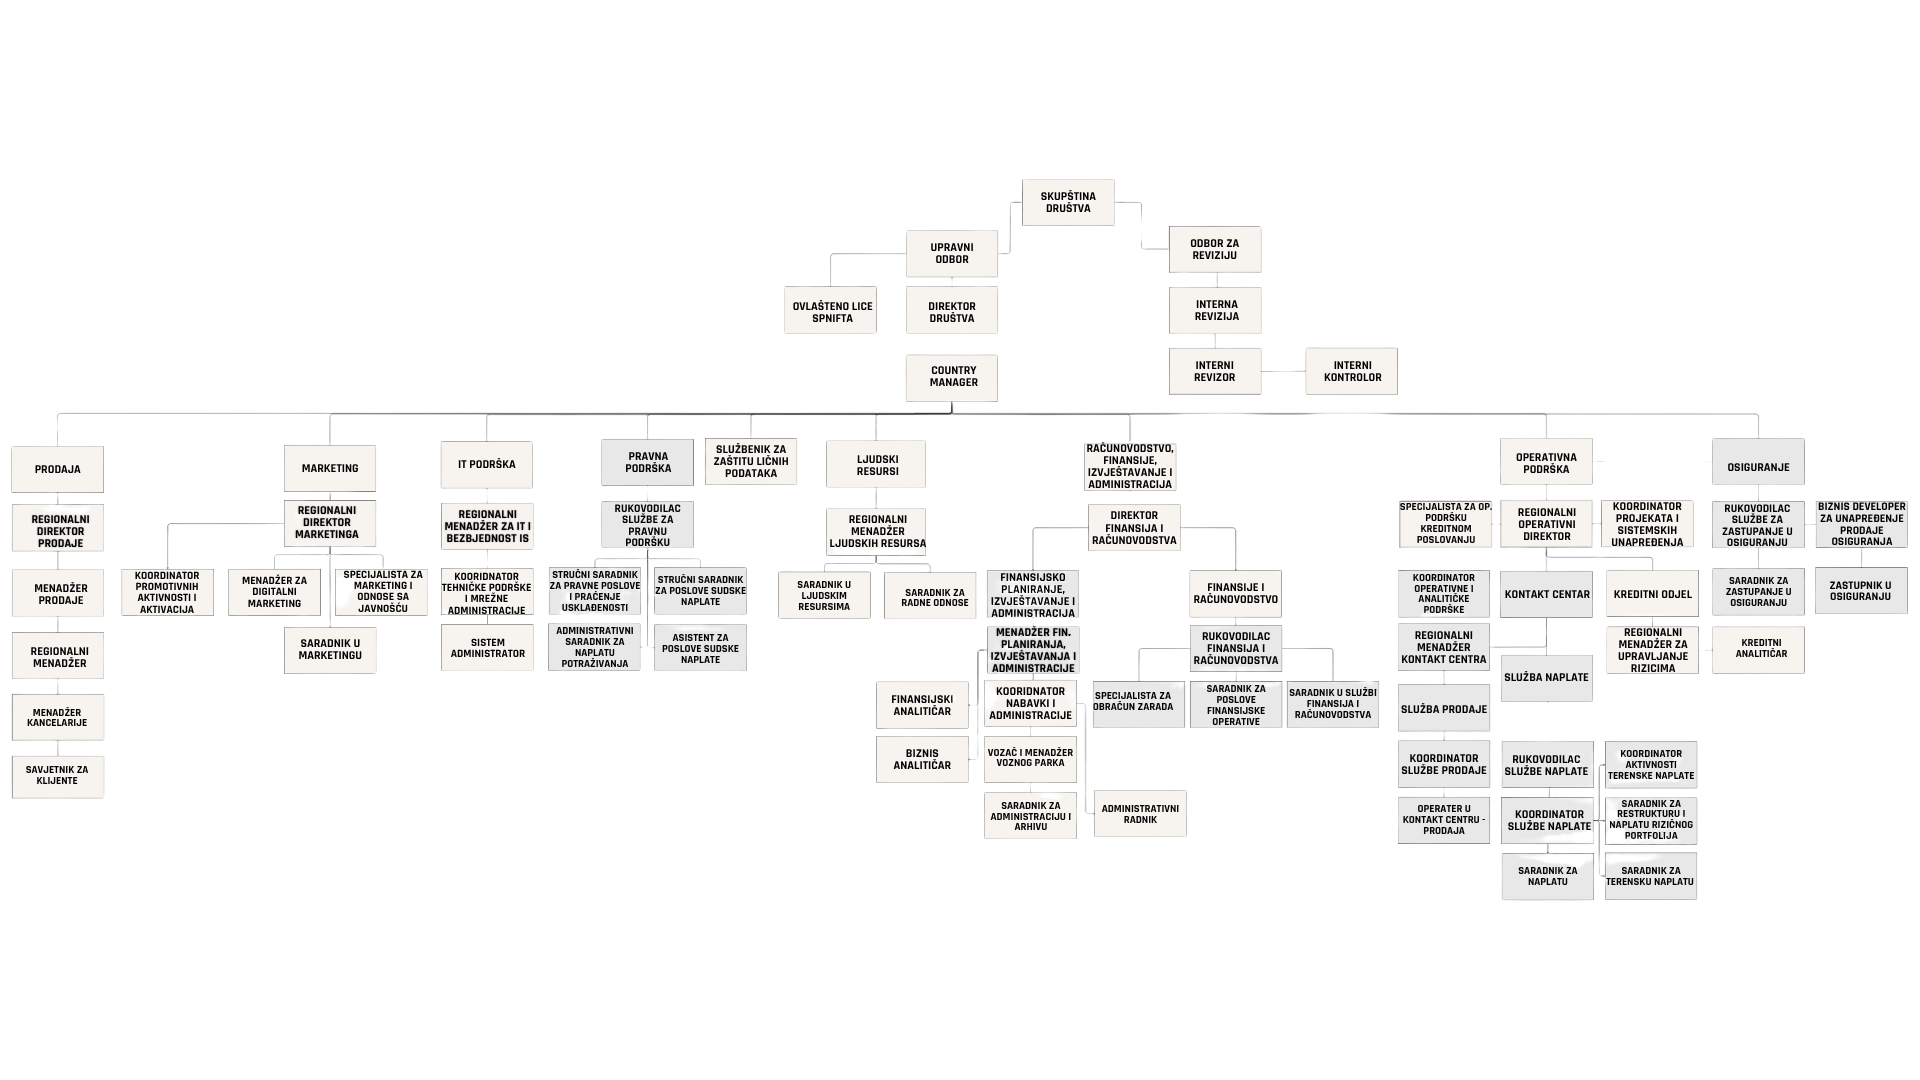 SKUPŠTINA
DRUŠTVA
UPRAVNI
ODBOR
ODBOR ZA
REVIZIJU
OVLAŠTENO LICE
SPNIFTA
DIREKTOR
DRUŠTVA
INTERNA
REVIZIJA
COUNTRY
MANAGER
INTERNI
REVIZOR
INTERNI
KONTROLOR
PRODAJA
MARKETING
IT PODRŠKA
PRAVNA
PODRŠKA
SLUŽBENIK ZA
ZAŠTITU LIČNIH
PODATAKA
LJUDSKI
RESURSI
RAČUNOVODSTVO,
FINANSIJE,
IZVJEŠTAVANJE I
ADMINISTRACIJA
OPERATIVNA
PODRŠKA
OSIGURANJE
REGIONALNI
DIREKTOR
PRODAJE
REGIONALNI
DIREKTOR
MARKETINGA
REGIONALNI
MENADŽER ZA IT I
BEZBJEDNOST IS
RUKOVODILAC
SLUŽBE ZA
PRAVNU
PODRŠKU
REGIONALNI
MENADŽER
LJUDSKIH RESURSA
DIREKTOR
FINANSIJA I
RAČUNOVODSTVA
SPECIJALISTA ZA OP.
PODRŠKU
KREDITNOM
POSLOVANJU
REGIONALNI
OPERATIVNI
DIREKTOR
KOORDINATOR
PROJEKATA I
SISTEMSKIH
UNAPREĐENJA
RUKOVODILAC
SLUŽBE ZA
ZASTUPANJE U
OSIGURANJU
BIZNIS DEVELOPER
ZA UNAPREĐENJE
PRODAJE
OSIGURANJA
MENADŽER
PRODAJE
KOORDINATOR
PROMOTIVNIH
AKTIVNOSTI I
AKTIVACIJA
MENADŽER ZA
DIGITALNI
MARKETING
SPECIJALISTA ZA
MARKETING I
ODNOSE SA
JAVNOŠĆU
KOORIDNATOR
TEHNIČKE PODRŠKE
I MREŽNE
ADMINISTRACIJE
STRUČNI SARADNIK
ZA PRAVNE POSLOVE
I PRAĆENJE
USKLAĐENOSTI
STRUČNI SARADNIK
ZA POSLOVE SUDSKE
NAPLATE
SARADNIK U
LJUDSKIM
RESURSIMA
SARADNIK ZA
RADNE ODNOSE
FINANSIJSKO
PLANIRANJE,
IZVJEŠTAVANJE I
ADMINISTRACIJA
FINANSIJE I
RAČUNOVODSTVO
KOORDINATOR
OPERATIVNE I
ANALITIČKE
PODRŠKE
KONTAKT CENTAR
KREDITNI ODJEL
SARADNIK ZA
ZASTUPANJE U
OSIGURANJU
ZASTUPNIK U
OSIGURANJU
REGIONALNI
MENADŽER
SARADNIK U
MARKETINGU
SISTEM
ADMINISTRATOR
ADMINISTRATIVNI
SARADNIK ZA
NAPLATU
POTRAŽIVANJA
ASISTENT ZA
POSLOVE SUDSKE
NAPLATE
MENADŽER FIN.
PLANIRANJA,
IZVJEŠTAVANJA I
ADMINISTRACIJE
RUKOVODILAC
FINANSIJA I
RAČUNOVODSTVA
REGIONALNI
MENADŽER
KONTAKT CENTRA
SLUŽBA NAPLATE
REGIONALNI
MENADŽER ZA
UPRAVLJANJE
RIZICIMA
KREDITNI
ANALITIČAR
MENADŽER
KANCELARIJE
FINANSIJSKI
ANALITIČAR
KOORIDNATOR
NABAVKI I
ADMINISTRACIJE
SPECIJALISTA ZA
OBRAČUN ZARADA
SARADNIK ZA
POSLOVE
FINANSIJSKE
OPERATIVE
SARADNIK U SLUŽBI
FINANSIJA I
RAČUNOVODSTVA
SLUŽBA PRODAJE
SAVJETNIK ZA
KLIJENTE
BIZNIS
ANALITIČAR
VOZAČ I MENADŽER
VOZNOG PARKA
KOORDINATOR
SLUŽBE PRODAJE
RUKOVODILAC
SLUŽBE NAPLATE
KOORDINATOR
AKTIVNOSTI
TERENSKE NAPLATE
SARADNIK ZA
ADMINISTRACIJU I
ARHIVU
ADMINISTRATIVNI
RADNIK
OPERATER U
KONTAKT CENTRU -
PRODAJA
KOORDINATOR
SLUŽBE NAPLATE
SARADNIK ZA
RESTRUKTURU I
NAPLATU RIZIČNOG
PORTFOLIJA
SARADNIK ZA
NAPLATU
SARADNIK ZA
TERENSKU NAPLATU